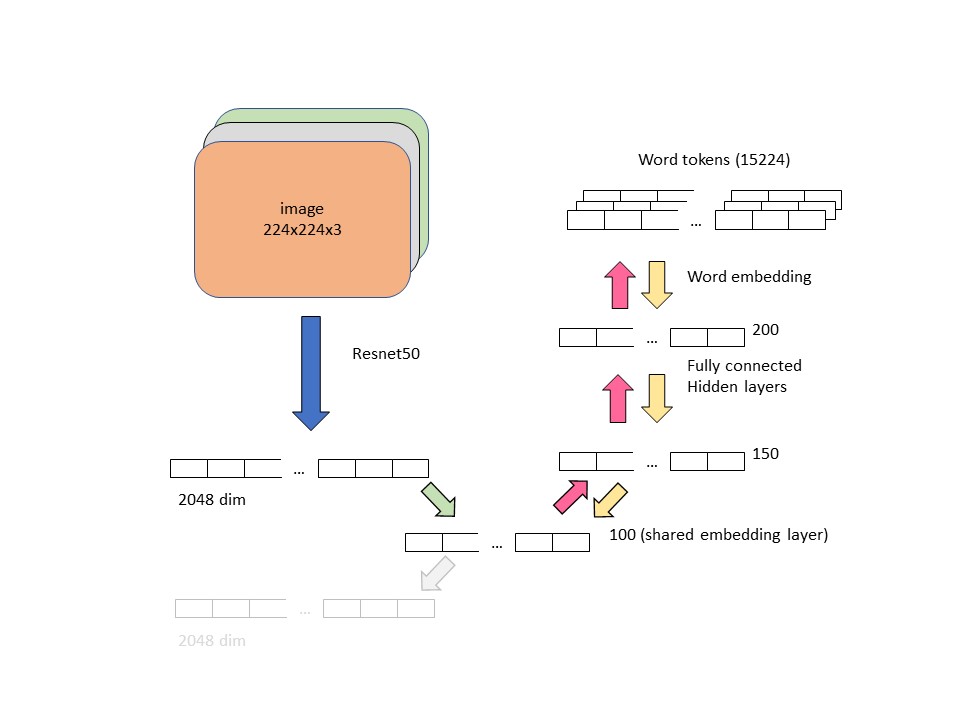 image
224x224x3
Resnet50
...
2048 dim
Word tokens (15224)
...
Word embedding
...
200
Fully connected
Hidden layers
...
150
...
100 (shared embedding layer)
...
2048 dim